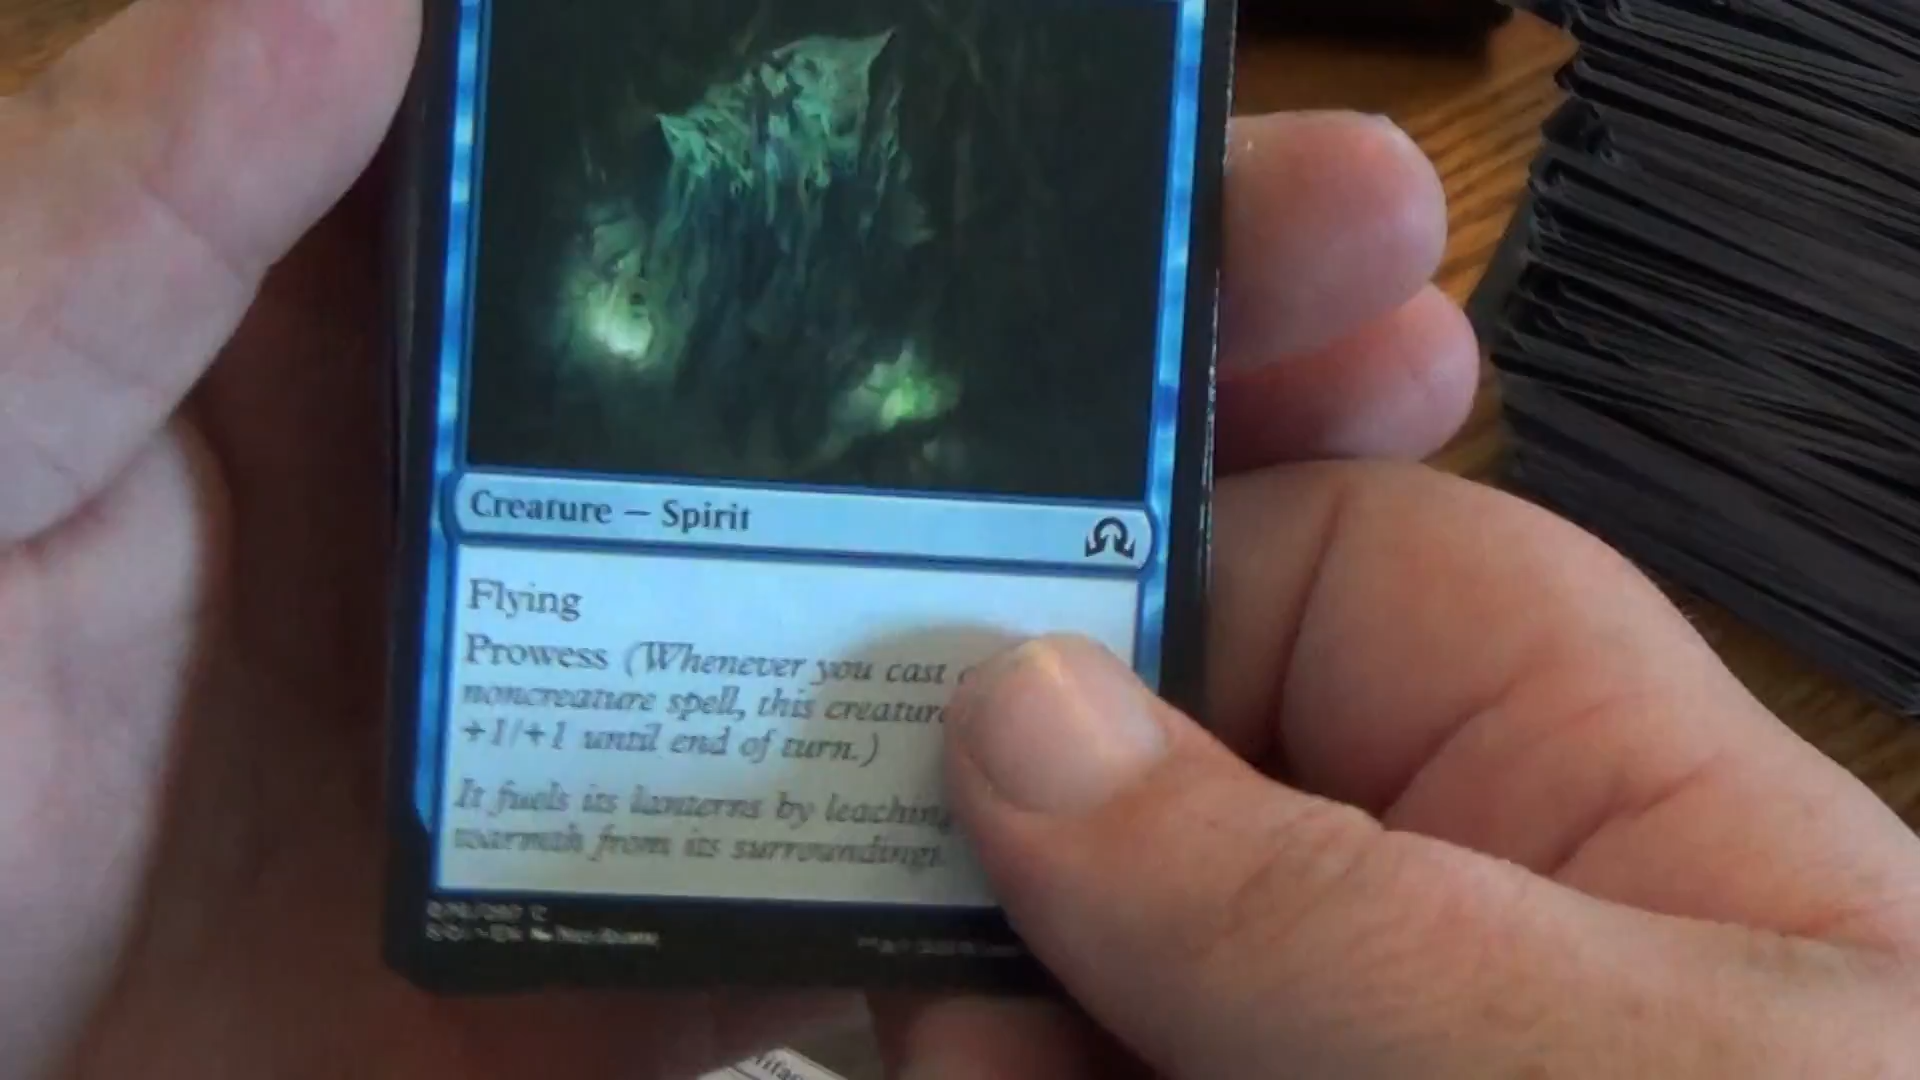 Creature — Spirit
Flying
Prowess (Whenever you cast
noncreature spell, this creature
+1/+1 until end of turn.)
It fuels its lanterns by leaching
warmth from its surroundings.